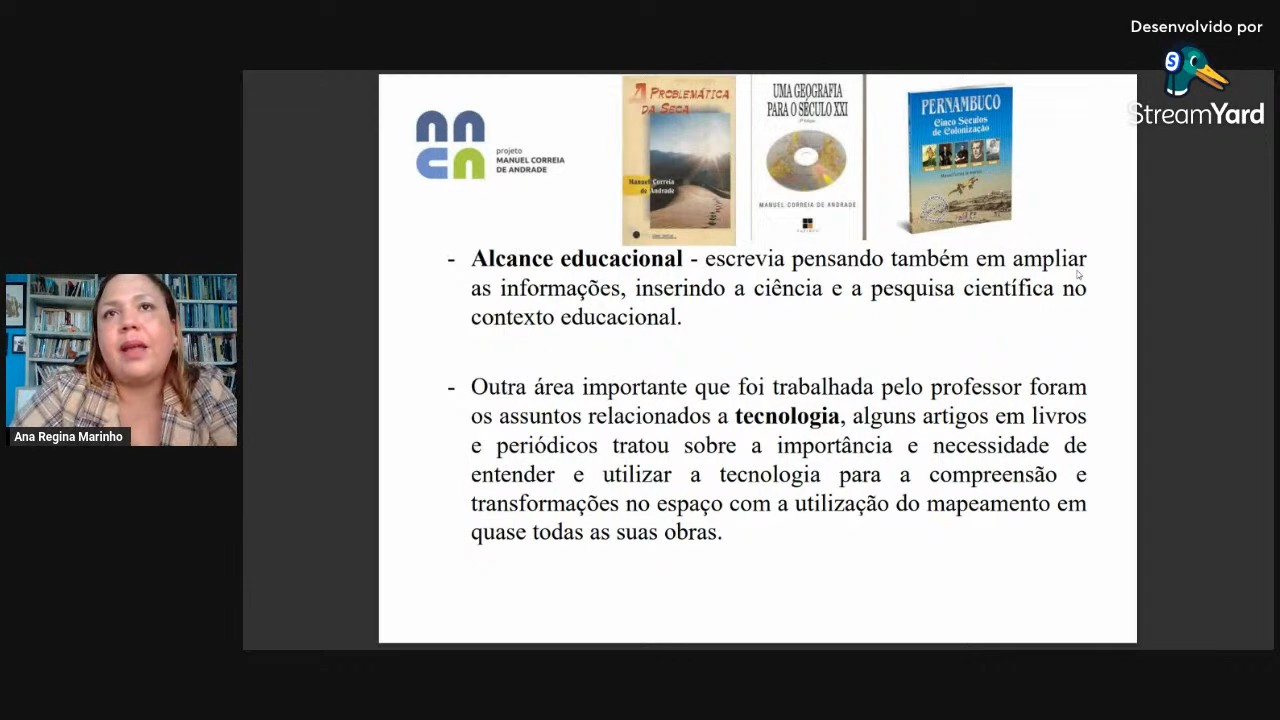 Desenvolvido por
StreamYard
projeto
MANUEL CORREIA
DE ANDRADE
A PROBLEMÁTICA
DA SECA
Manuel Correia
de Andrade
UMA GEOGRAFIA
PARA O SÉCULO XXI
MANUEL CORREIA DE ANDRADE
PERNAMBUCO
Cinco Séculos
de Colonização
- Alcance educacional - escrevia pensando também em ampliar
as informações, inserindo a ciência e a pesquisa científica no
contexto educacional.
- Outra área importante que foi trabalhada pelo professor foram
os assuntos relacionados a tecnologia, alguns artigos em livros
e periódicos tratou sobre a importância e necessidade de
entender e utilizar a tecnologia para a compreensão e
transformações no espaço com a utilização do mapeamento em
quase todas as suas obras.
Ana Regina Marinho